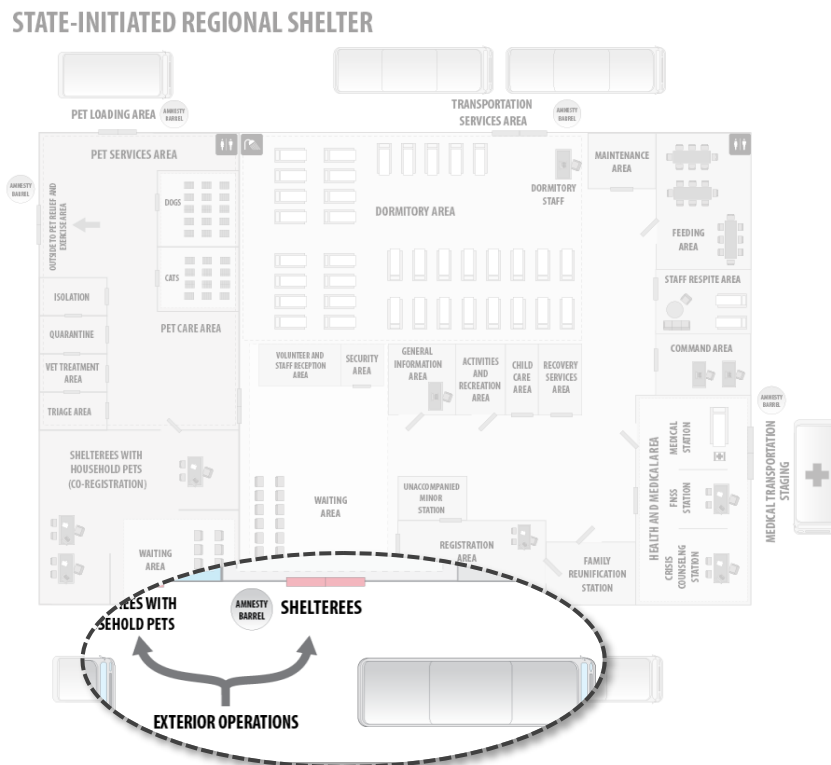 STATE-INITIATED REGIONAL SHELTER
PET LOADING AREA
AMNESTY
BARREL
TRANSPORTATION
SERVICES AREA
AMNESTY
BARREL
PET SERVICES AREA
AMNESTY
BARREL
OUTSIDE TO PET RELIEF AND
EXERCISE AREA
DOGS
CATS
ISOLATION
QUARANTINE
VET TREATMENT
AREA
TRIAGE AREA
PET CARE AREA
DORMITORY AREA
DORMITORY
STAFF
MAINTENANCE
AREA
FEEDING
AREA
STAFF RESPITE AREA
COMMAND AREA
VOLUNTEER AND
STAFF RECEPTION
AREA
SECURITY
AREA
GENERAL
INFORMATION
AREA
ACTIVITIES
AND
RECREATION
AREA
CHILD
CARE
AREA
RECOVERY
SERVICES
AREA
AMNESTY
BARREL
SHELTEREES WITH
HOUSEHOLD PETS
(CO-REGISTRATION)
WAITING
AREA
WAITING
AREA
UNACCOMPANIED
MINOR
STATION
REGISTRATION
AREA
FAMILY
REUNIFICATION
STATION
HEALTH AND MEDICAL AREA
MEDICAL
STATION
FNSS
STATION
CRISIS
COUNSELNG
STATION
MEDICAL TRANSPORTATION
STAGING
EES WITH
SEHOLD PETS
AMNESTY
BARREL
SHELTEREES
EXTERIOR OPERATIONS